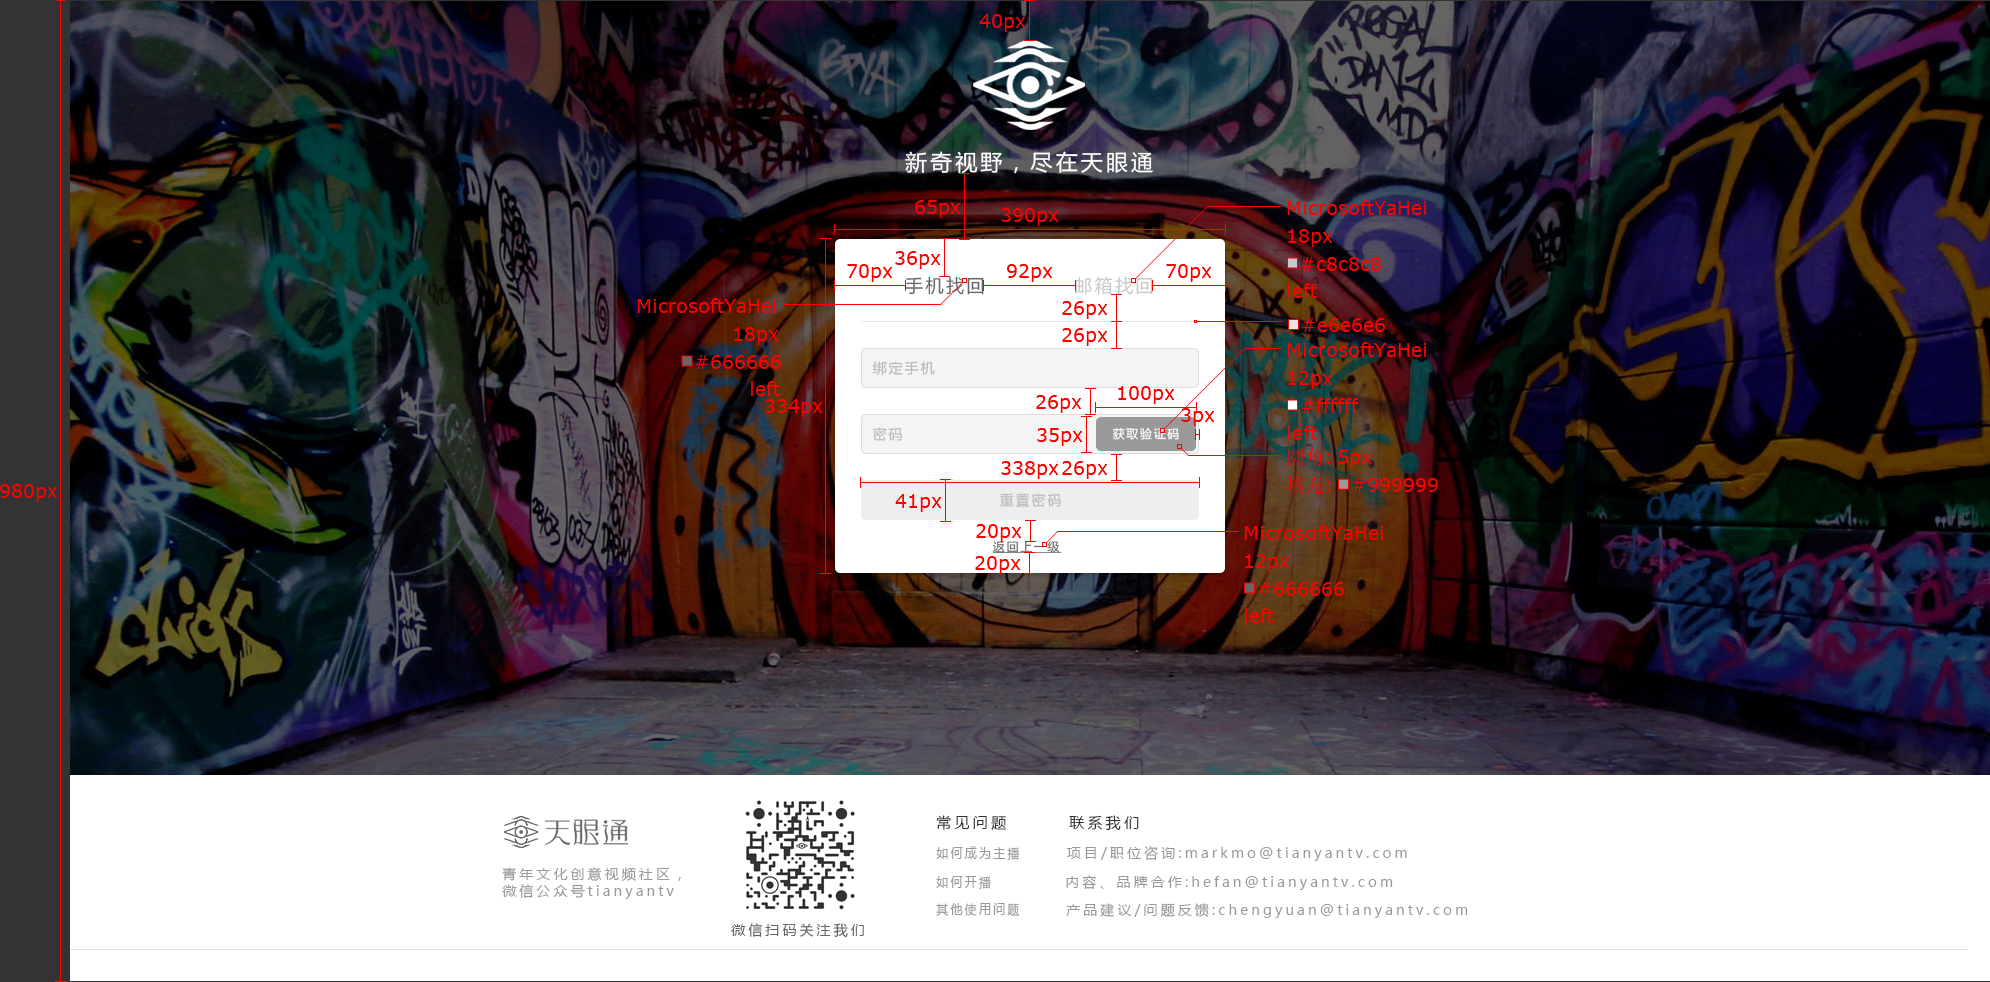 40px
新奇视野，尽在天眼通
65px
390px
MicrosoftYaHei
18px
#c8c8c8
left
36px
70px
92px
70px
手机找回
邮箱找回
MicrosoftYaHei
18px
#666666
left
334px
26px
26px
#e6e6e6
MicrosoftYaHei
12px
#ffffff
left
绑定手机
26px
100px
3px
密码
35px
获取验证码
圆角: 5px
填充: #999999
338px
26px
41px
重置密码
20px
返回上一级
20px
MicrosoftYaHei
12px
#666666
left
980px
天眼通
青年文化创意视频社区，
微信公众号tianyantv
微信扫码关注我们
常见问题
如何成为主播
如何开播
其他使用问题
联系我们
项目/职位咨询:markmo@tianyantv.com
内容、品牌合作:hefan@tianyantv.com
产品建议/问题反馈:chengyuan@tianyantv.com